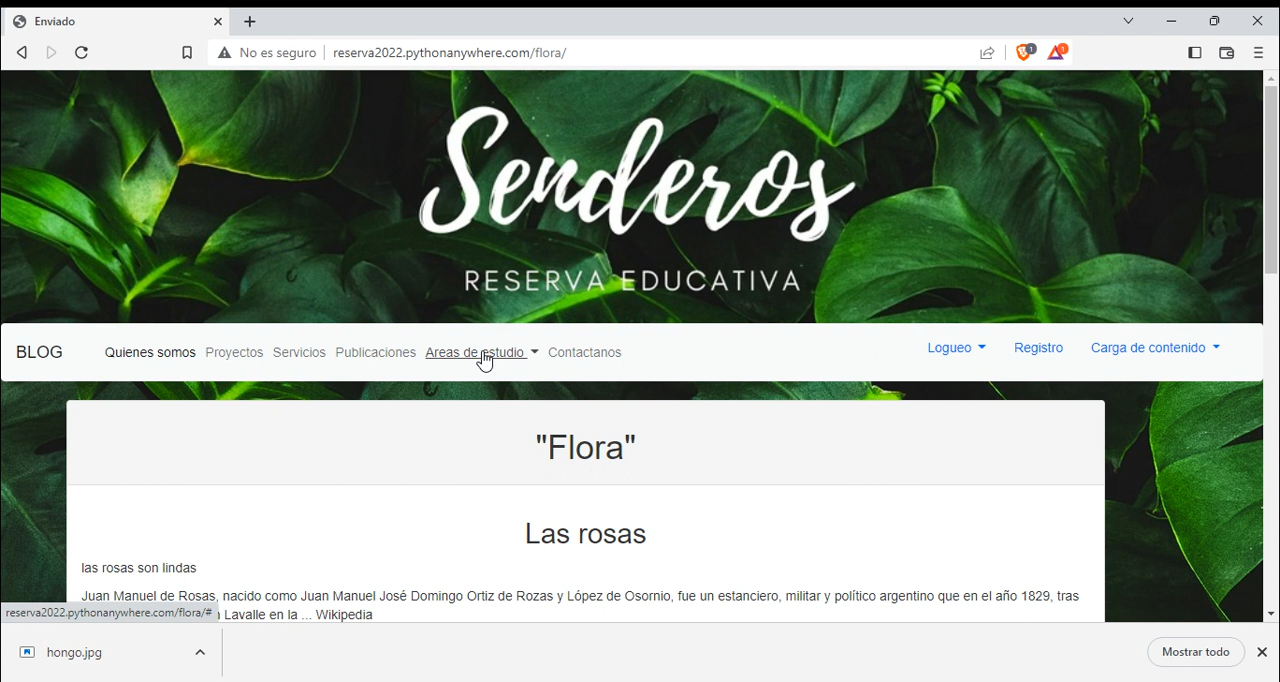 Enviado
No es seguro
reserva2022.pythonanywhere.com/flora/
1
1
Senderos
RESERVA EDUCATIVA
BLOG Quienes somos Proyectos Servicios Publicaciones Areas de estudio Contactanos Logueo Registro Carga de contenido
"Flora"
Las rosas
las rosas son lindas
Juan Manuel de Rosas, nacido como Juan Manuel José Domingo Ortiz de Rozas y López de Osornio, fue un estanciero, militar y político argentino que en el año 1829, tras
Lavalle en la ... Wikipedia
reserva2022.pythonanywhere.com/flora/#
hongo.jpg
Mostrar todo